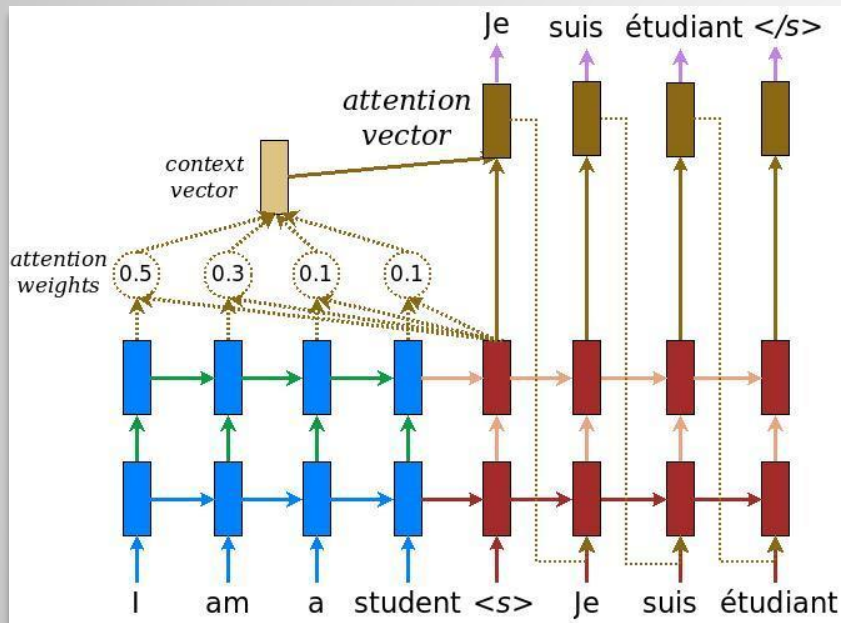 Je suis étudiant </s>
attention
vector
context
vector
attention
weights
0.5 0.3 0.1 0.1
I am a student <s> Je suis étudiant